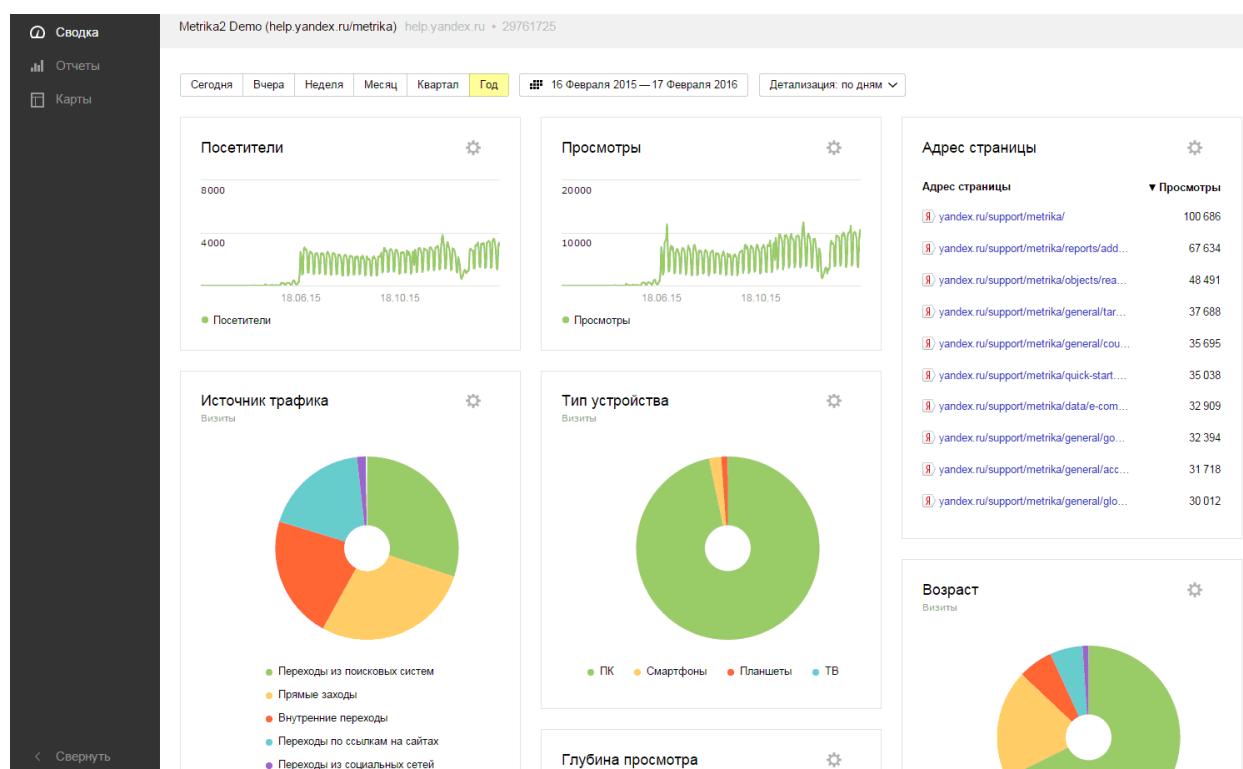 Сводка
Отчеты
Карты
Свернуть
Metrika2 Demo (help.yandex.ru/metrika) help.yandex.ru • 29761725
Сегодня Вчера Неделя Месяц Квартал Год 16 Февраля 2015 — 17 Февраля 2016 Детализация: по дням
Посетители
8000
4000
18.06.15 18.10.15
Посетители
Просмотры
20000
10000
18.06.15 18.10.15
Просмотры
Адрес страницы
Адрес страницы ▼ Просмотры
yandex.ru/support/metrika/ 100 686
yandex.ru/support/metrika/reports/add... 67 634
yandex.ru/support/metrika/objects/rea... 48 491
yandex.ru/support/metrika/general/tar... 37 688
yandex.ru/support/metrika/general/cou... 35 695
yandex.ru/support/metrika/quick-start.... 35 038
yandex.ru/support/metrika/data/e-com... 32 909
yandex.ru/support/metrika/general/go... 32 394
yandex.ru/support/metrika/general/acc... 31 718
yandex.ru/support/metrika/general/glo... 30 012
Источник трафика
Визиты
Переходы из поисковых систем
Прямые заходы
Внутренние переходы
Переходы по ссылкам на сайтах
Переходы из социальных сетей
Тип устройства
Визиты
ПК Смартфоны Планшеты ТВ
Глубина просмотра
Возраст
Визиты